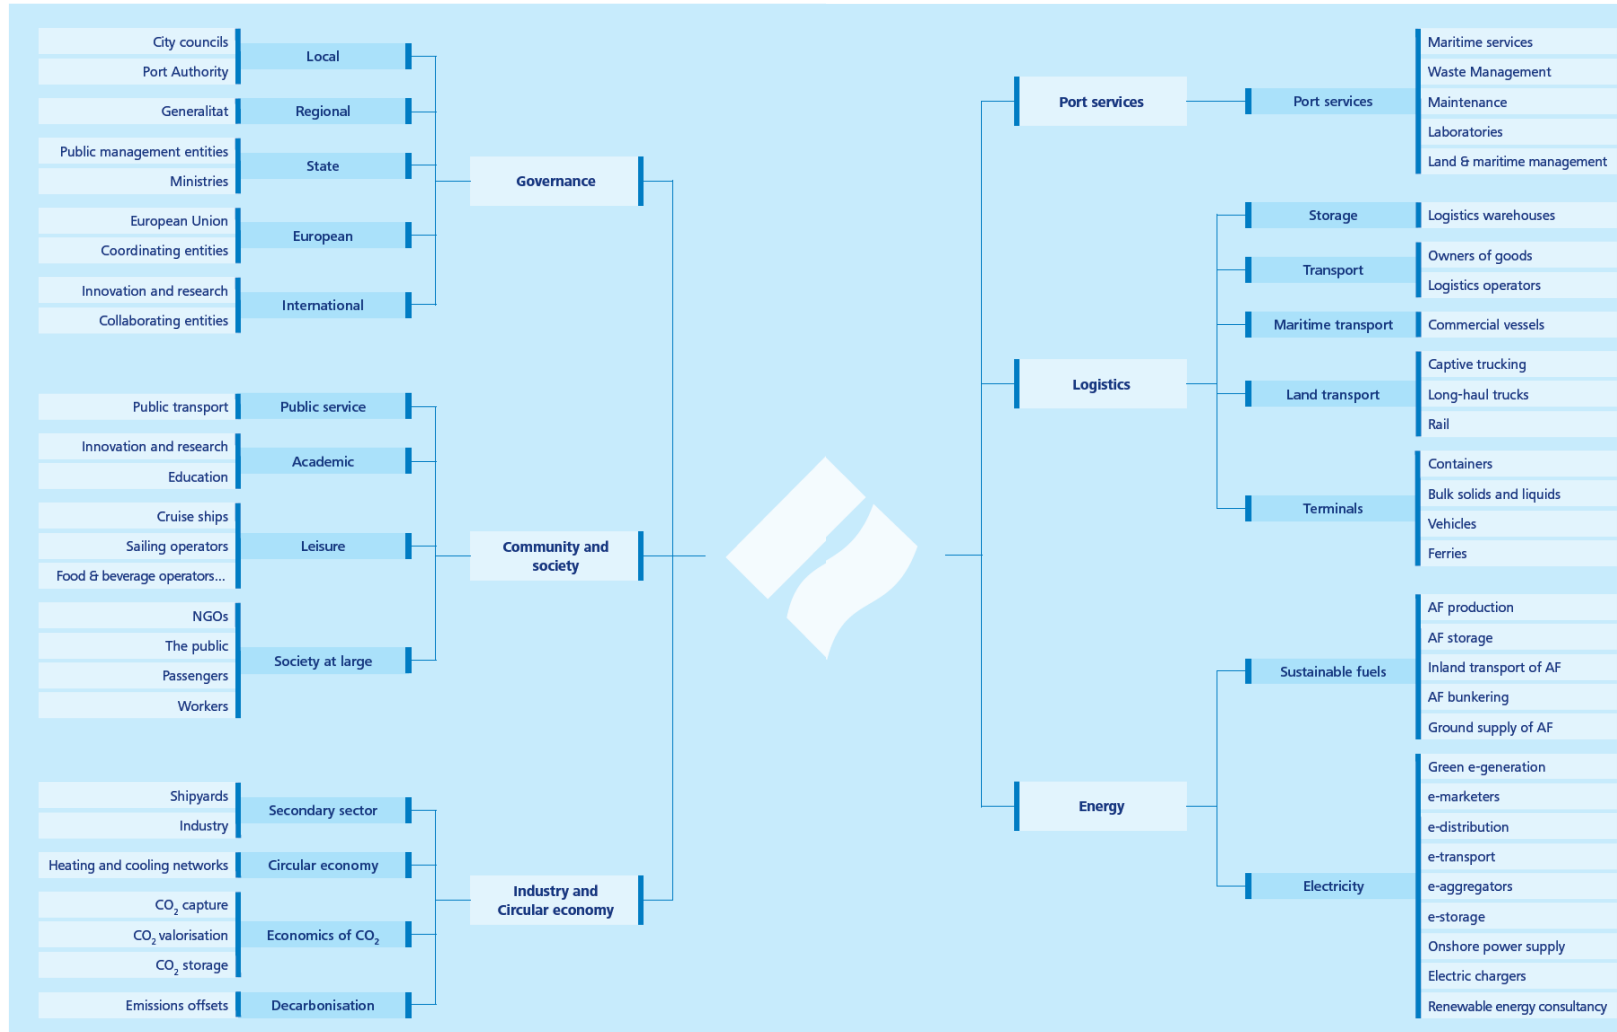 City councils
Port Authority
Local
Generalitat
Regional
Public management entities
Ministries
State
European Union
Coordinating entities
European
Innovation and research
Collaborating entities
International
Governance
Public transport
Public service
Innovation and research
Education
Academic
Cruise ships
Sailing operators
Food & beverage operators...
Leisure
NGOs
The public
Passengers
Workers
Society at large
Community and
society
Shipyards
Industry
Secondary sector
Heating and cooling networks
Circular economy
CO₂ capture
CO₂ valorisation
CO₂ storage
Economics of CO₂
Emissions offsets
Decarbonisation
Industry and
Circular economy
Port services
Port services
Maritime services
Waste Management
Maintenance
Laboratories
Land & maritime management
Logistics
Storage
Logistics warehouses
Transport
Owners of goods
Logistics operators
Maritime transport
Commercial vessels
Land transport
Captive trucking
Long-haul trucks
Rail
Terminals
Containers
Bulk solids and liquids
Vehicles
Ferries
Energy
Sustainable fuels
AF production
AF storage
Inland transport of AF
AF bunkering
Ground supply of AF
Electricity
Green e-generation
e-marketers
e-distribution
e-transport
e-aggregators
e-storage
Onshore power supply
Electric chargers
Renewable energy consultancy